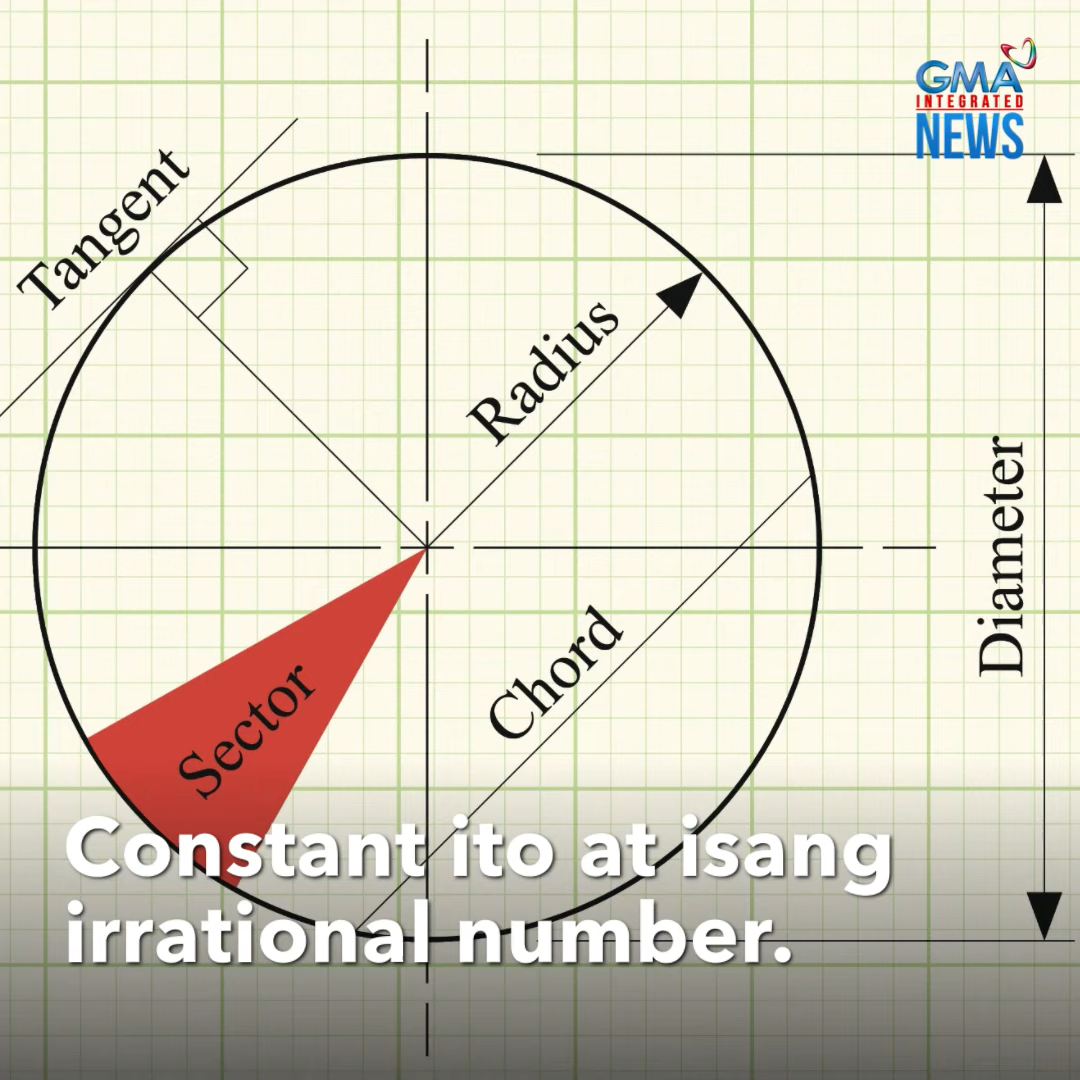 GMA
INTEGRATED
NEWS
Tangent
Radius
Diameter
Chord
Sector
Constant ito at isang
irrational number.